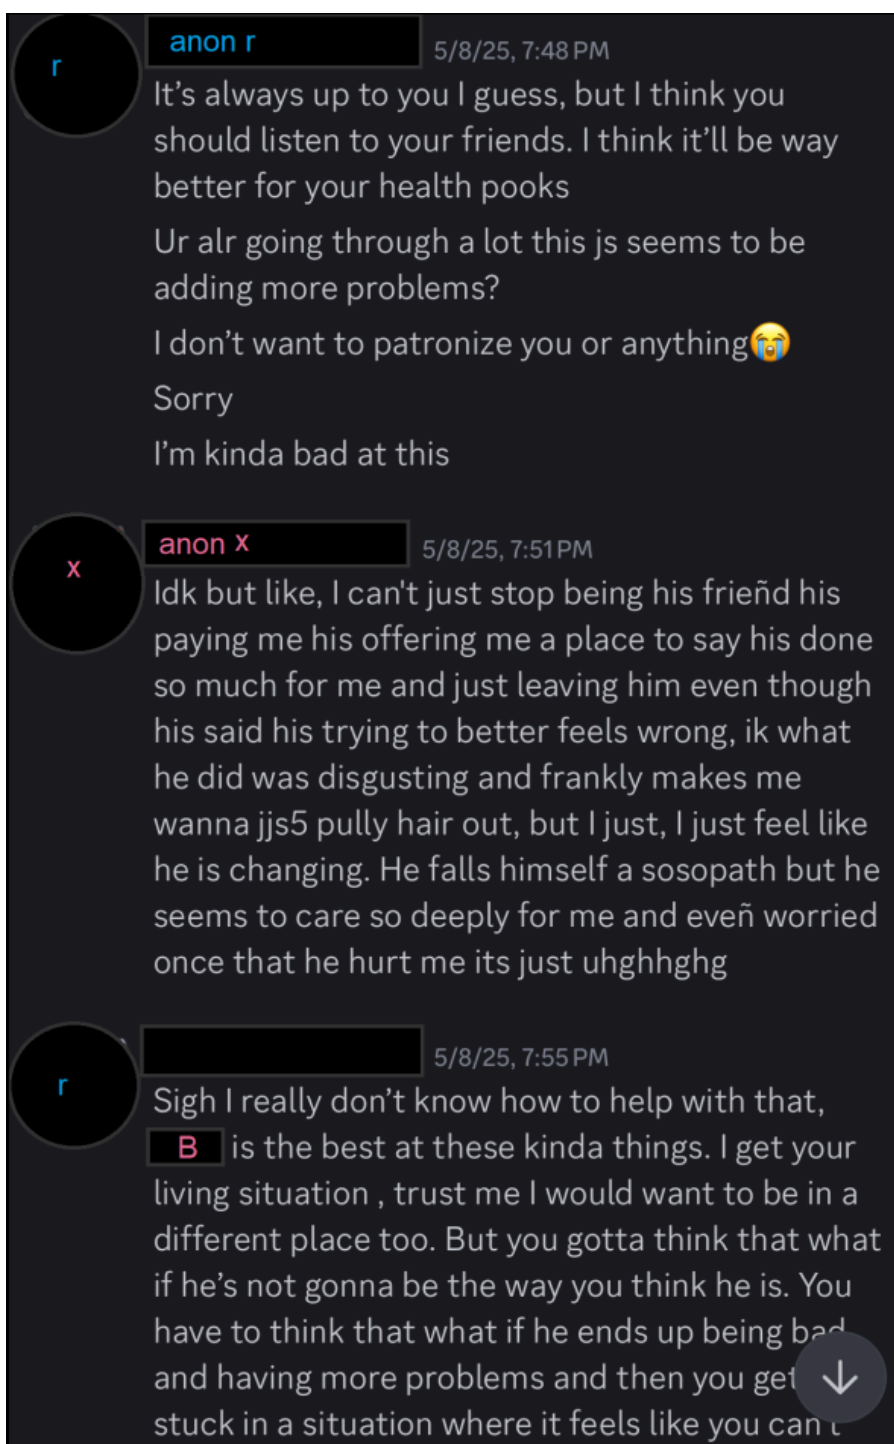 r
anon r
5/8/25, 7:48 PM
It's always up to you I guess, but I think you
should listen to your friends. I think it'll be way
better for your health pooks
Ur alr going through a lot this js seems to be
adding more problems?
I don't want to patronize you or anything😭
Sorry
I'm kinda bad at this
x
anon x
5/8/25, 7:51 PM
Idk but like, I can't just stop being his frieñd his
paying me his offering me a place to say his done
so much for me and just leaving him even though
his said his trying to better feels wrong, ik what
he did was disgusting and frankly makes me
wanna jjs5 pully hair out, but I just, I just feel like
he is changing. He falls himself a sosopath but he
seems to care so deeply for me and eveñ worried
once that he hurt me its just uhghhghg
r
5/8/25, 7:55 PM
Sigh I really don't know how to help with that,
B is the best at these kinda things. I get your
living situation , trust me I would want to be in a
different place too. But you gotta think that what
if he's not gonna be the way you think he is. You
have to think that what if he ends up being bad
and having more problems and then you get
stuck in a situation where it feels like you can't